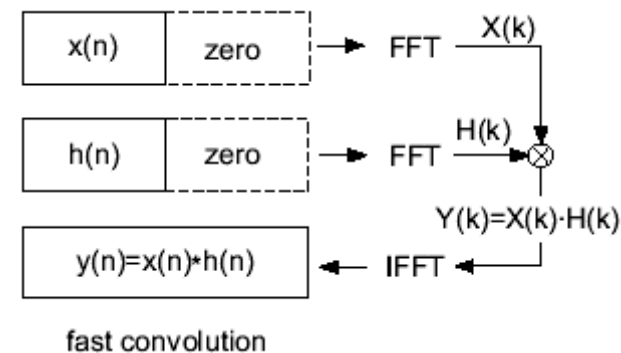 x(n) zero FFT X(k)
h(n) zero FFT H(k)
Y(k)=X(k)·H(k)
y(n)=x(n)*h(n) IFFT
fast convolution